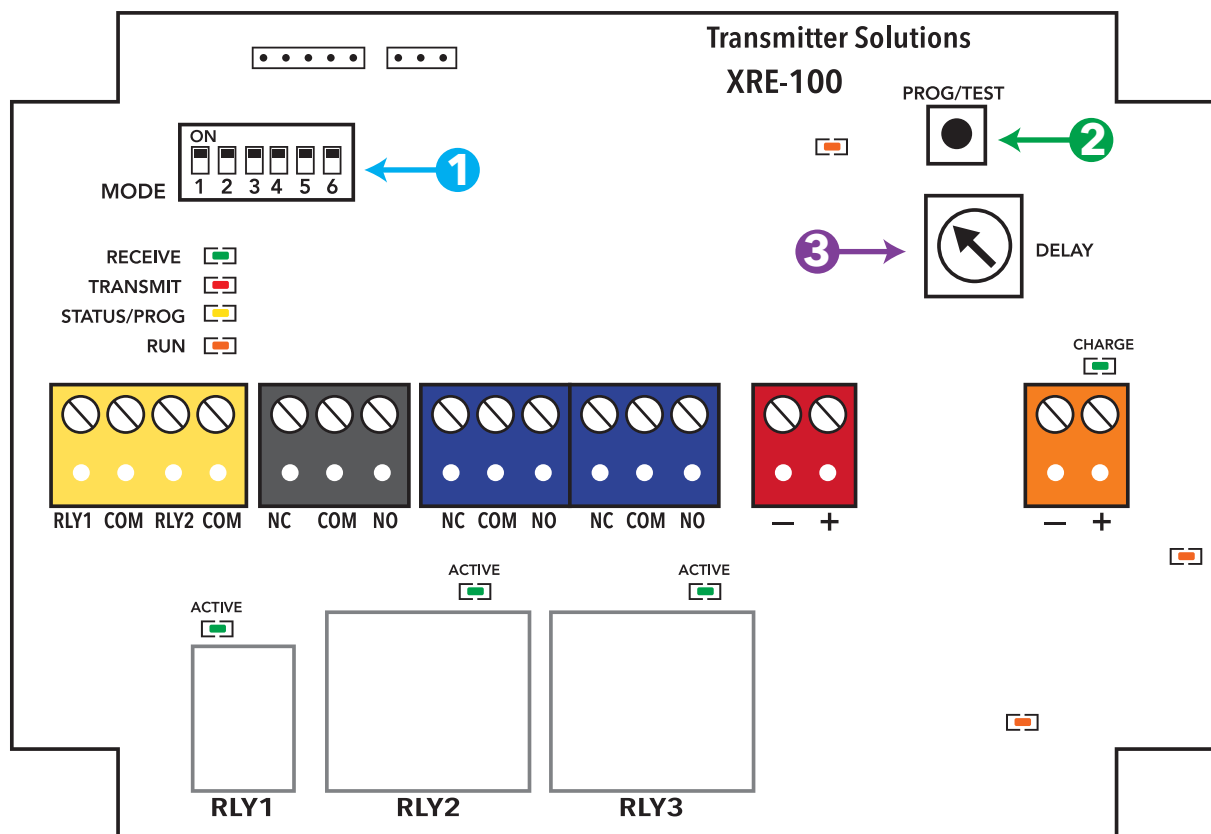 Transmitter Solutions
XRE-100
PROG/TEST
ON
1 2 3 4 5 6
MODE
1
2
3
DELAY
RECEIVE
TRANSMIT
STATUS/PROG
RUN
CHARGE
RLY1 COM RLY2 COM
NC COM NO
NC COM NO
NC COM NO
— +
— +
ACTIVE
ACTIVE
ACTIVE
RLY1
RLY2
RLY3